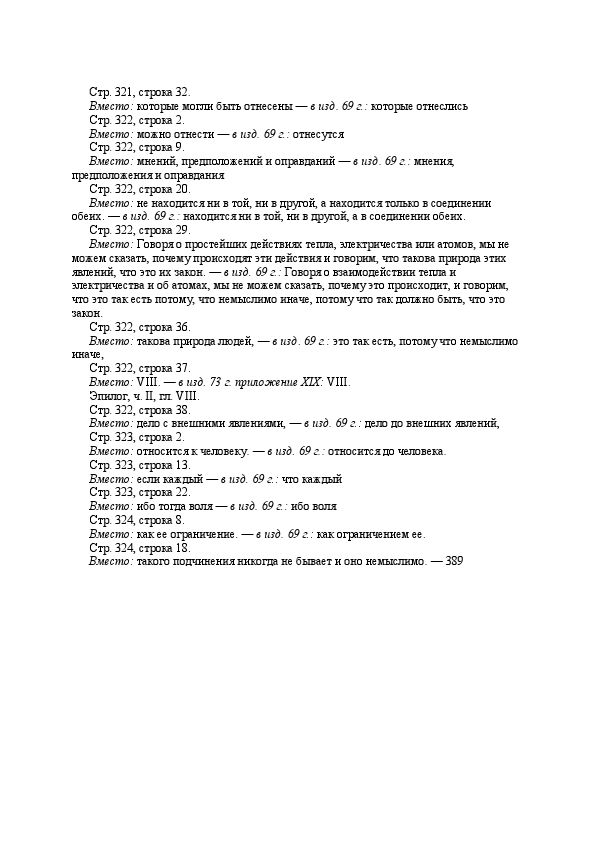 Стр. 321, строка 32.
Вместо: которые могли быть отнесены — в изд. 69 г.: которые отнеслись
Стр. 322, строка 2.
Вместо: можно отнести — в изд. 69 г.: отнесутся
Стр. 322, строка 9.
Вместо: мнений, предположений и оправданий — в изд. 69 г.: мнения,
предположения и оправдания
Стр. 322, строка 20.
Вместо: не находится ни в той, ни в другой, а находится только в соединении
обеих. — в изд. 69 г.: находится ни в той, ни в другой, а в соединении обеих.
Стр. 322, строка 29.
Вместо: Говоря о простейших действиях тепла, электричества или атомов, мы не
можем сказать, почему происходят эти действия и говорим, что такова природа этих
явлений, что это их закон. — в изд. 69 г.: Говоря о взаимодействии тепла и
электричества и об атомах, мы не можем сказать, почему это происходит, и говорим,
что это так есть потому, что немыслимо иначе, потому что так должно быть, что это
закон.
Стр. 322, строка 36.
Вместо: такова природа людей, — в изд. 69 г.: это так есть, потому что немыслимо
иначе,
Стр. 322, строка 37.
Вместо: VIII. — в изд. 73 г. приложение XIX: VIII.
Эпилог, ч. II, гл. VIII.
Стр. 322, строка 38.
Вместо: дело с внешними явлениями, — в изд. 69 г.: дело до внешних явлений,
Стр. 323, строка 2.
Вместо: относится к человеку. — в изд. 69 г.: относится до человека.
Стр. 323, строка 13.
Вместо: если каждый — в изд. 69 г.: что каждый
Стр. 323, строка 22.
Вместо: ибо тогда воля — в изд. 69 г.: ибо воля
Стр. 324, строка 8.
Вместо: как ее ограничение. — в изд. 69 г.: как ограничением ее.
Стр. 324, строка 18.
Вместо: такого подчинения никогда не бывает и оно немыслимо. — 389